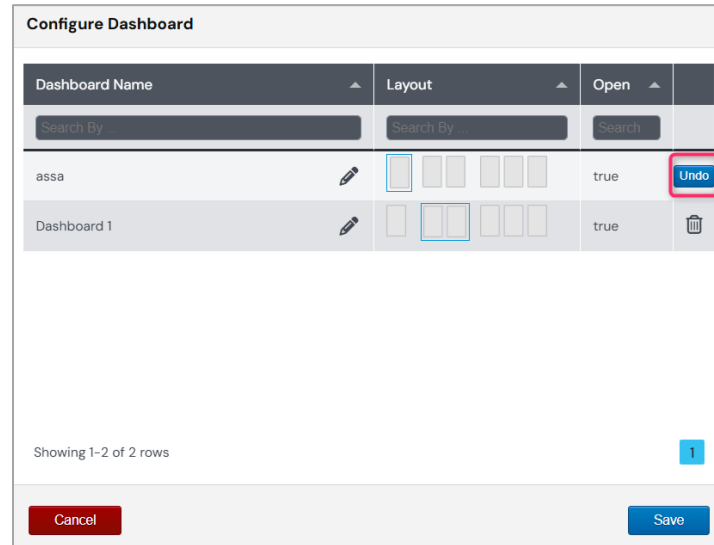 Configure Dashboard
Dashboard Name Layout Open
Search By ... Search By ... Search
assa true Undo
Dashboard 1 true
Showing 1-2 of 2 rows 1
Cancel Save